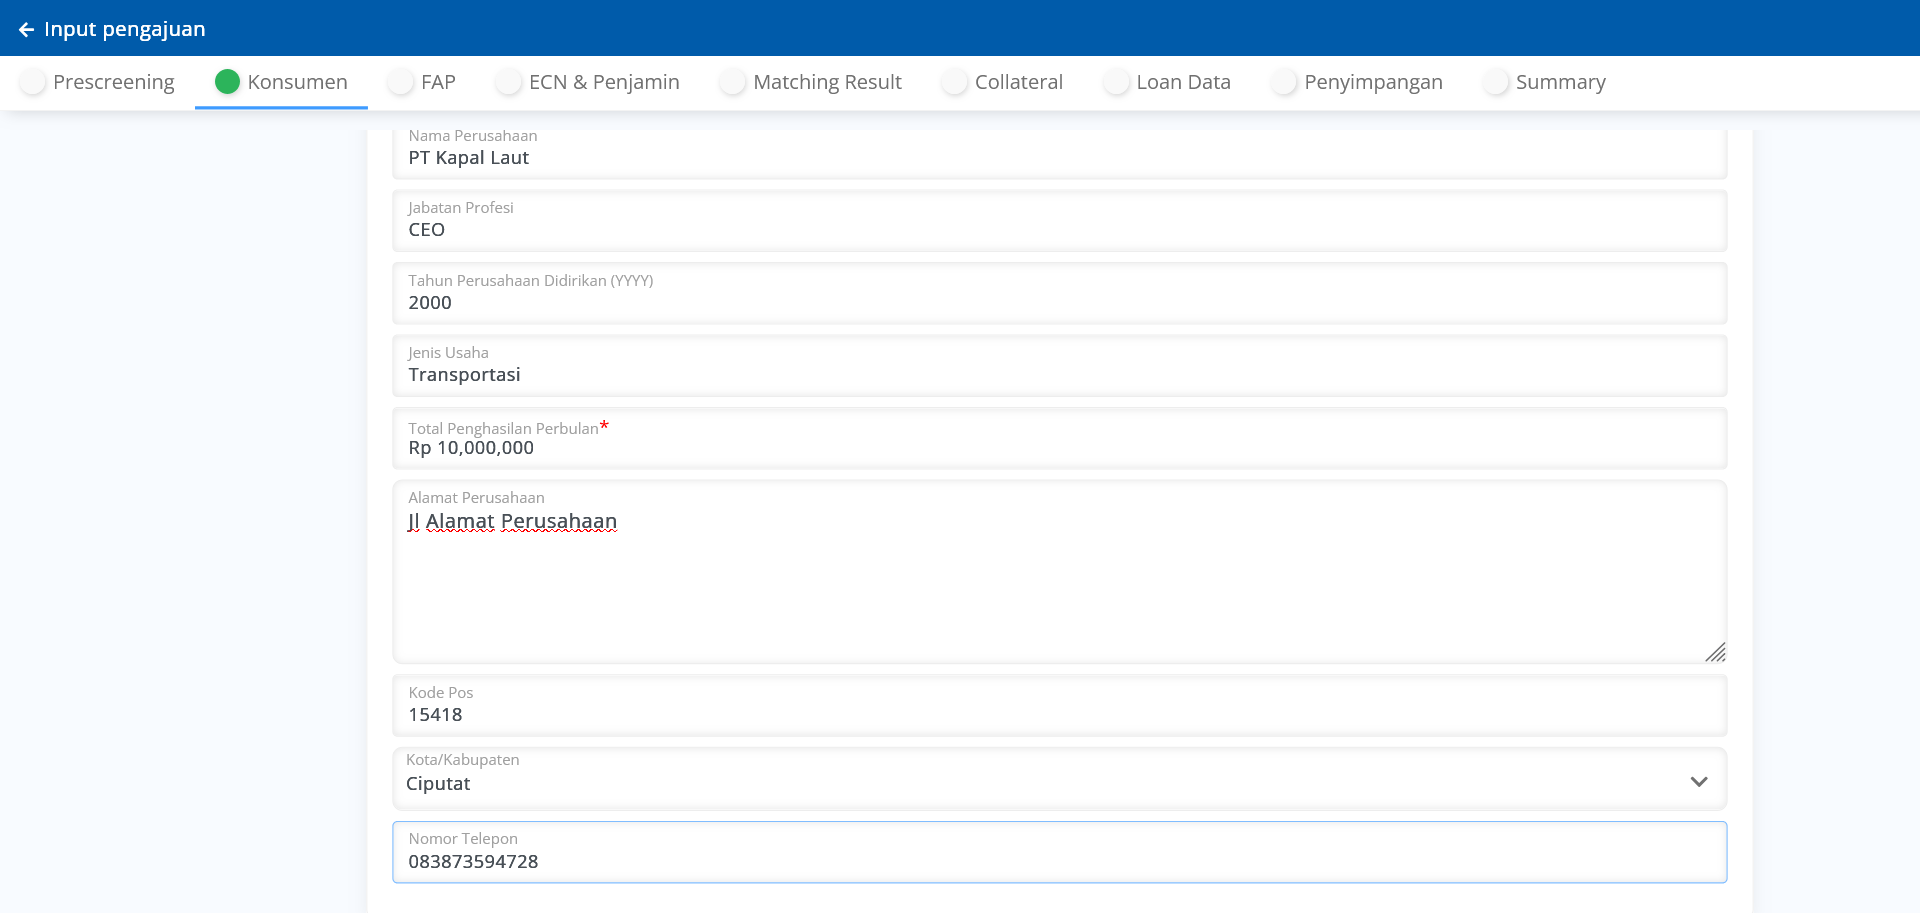 Input pengajuan
Prescreening Konsumen FAP ECN & Penjamin Matching Result Collateral Loan Data Penyimpangan Summary
Nama Perusahaan
PT Kapal Laut
Jabatan Profesi
CEO
Tahun Perusahaan Didirikan (YYYY)
2000
Jenis Usaha
Transportasi
Total Penghasilan Perbulan*
Rp 10,000,000
Alamat Perusahaan
Jl Alamat Perusahaan
Kode Pos
15418
Kota/Kabupaten
Ciputat
Nomor Telepon
083873594728